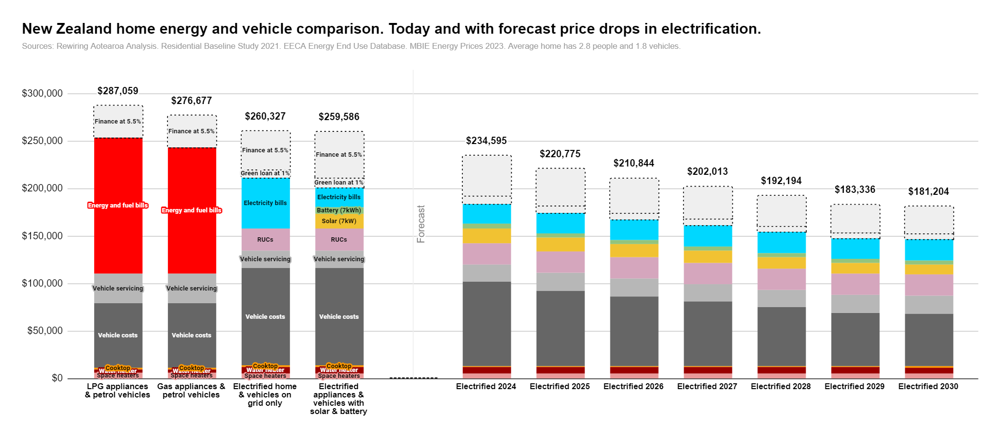 New Zealand home energy and vehicle comparison. Today and with forecast price drops in electrification.
Sources: Rewiring Aotearoa Analysis. Residential Baseline Study 2021. EECA Energy End Use Database. MBIE Energy Prices 2023. Average home has 2.8 people and 1.8 vehicles.
$300,000
$250,000
$200,000
$150,000
$100,000
$50,000
$0
$287,059
Finance at 5.5%
Energy and fuel bills
Vehicle servicing
Vehicle costs
Cooktop
Water heater
Space heaters
LPG appliances
& petrol vehicles
$276,677
Finance at 5.5%
Energy and fuel bills
Vehicle servicing
Vehicle costs
Cooktop
Water heater
Space heaters
Gas appliances &
petrol vehicles
$260,327
Finance at 5.5%
Green loan at 1%
Electricity bills
RUCs
Vehicle servicing
Vehicle costs
Cooktop
Water heater
Space heaters
Electrified home
& vehicles on
grid only
$259,586
Finance at 5.5%
Green loan at 1%
Electricity bills
Battery (7kWh)
Solar (7kW)
RUCs
Vehicle servicing
Vehicle costs
Cooktop
Water heater
Space heaters
Electrified
appliances &
vehicles with
solar & battery
Forecast
$234,595
Electrified 2024
$220,775
Electrified 2025
$210,844
Electrified 2026
$202,013
Electrified 2027
$192,194
Electrified 2028
$183,336
Electrified 2029
$181,204
Electrified 2030